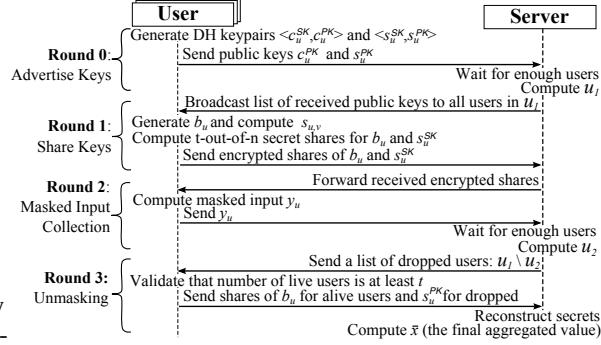 User
Server
Generate DH keypairs <c_u^SK,c_u^PK> and <s_u^SK,s_u^PK>
Round 0:
Advertise Keys
Send public keys c_u^PK and s_u^PK
Wait for enough users
Compute u_1
Broadcast list of received public keys to all users in u_1
Round 1:
Share Keys
Generate b_u and compute s_u,v
Compute t-out-of-n secret shares for b_u and s_u^SK
Send encrypted shares of b_u and s_u^SK
Forward received encrypted shares
Round 2:
Masked Input
Collection
Compute masked input y_u
Send y_u
Wait for enough users
Compute u_2
Send a list of dropped users: u_1 \ u_2
Round 3:
Unmasking
Validate that number of live users is at least t
Send shares of b_u for alive users and s_u^PK for dropped
Reconstruct secrets
Compute x̄ (the final aggregated value)